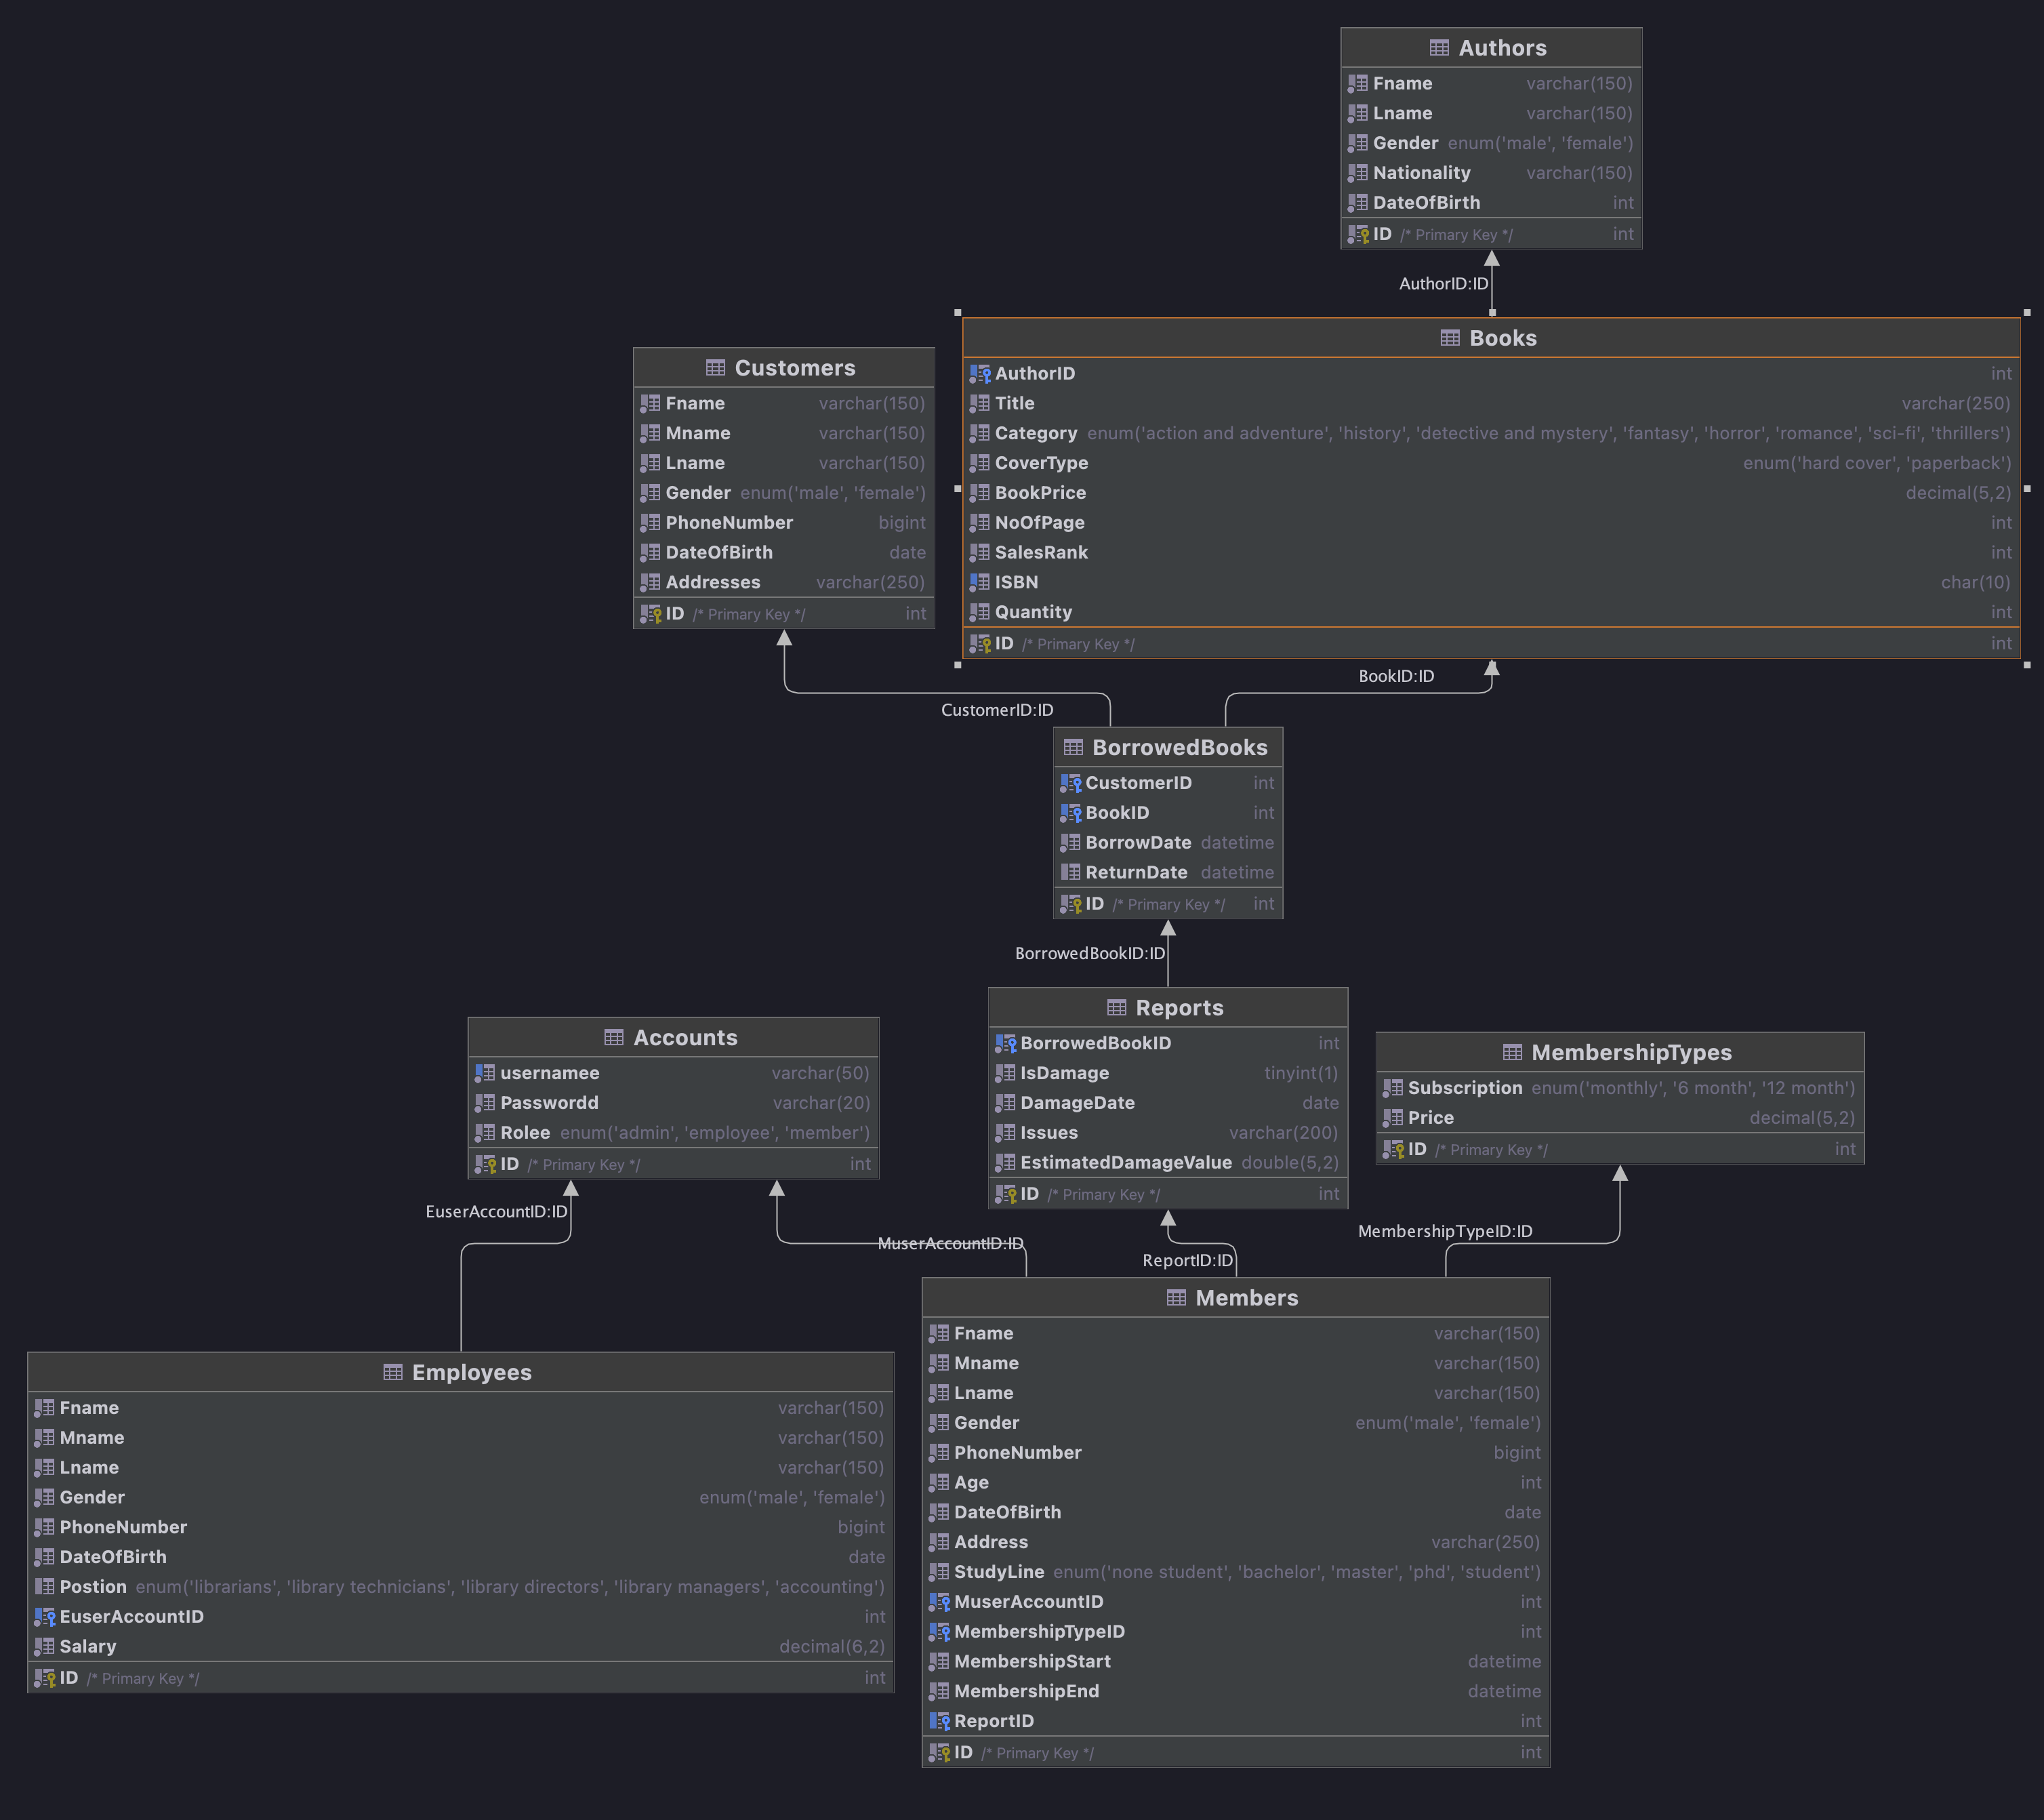 Authors
Fname varchar(150)
Lname varchar(150)
Gender enum('male', 'female')
Nationality varchar(150)
DateOfBirth int
ID /* Primary Key */ int
AuthorID:ID
Books
AuthorID int
Title varchar(250)
Category enum('action and adventure', 'history', 'detective and mystery', 'fantasy', 'horror', 'romance', 'sci-fi', 'thrillers')
CoverType enum('hard cover', 'paperback')
BookPrice decimal(5,2)
NoOfPage int
SalesRank int
ISBN char(10)
Quantity int
ID /* Primary Key */ int
Customers
Fname varchar(150)
Mname varchar(150)
Lname varchar(150)
Gender enum('male', 'female')
PhoneNumber bigint
DateOfBirth date
Addresses varchar(250)
ID /* Primary Key */ int
BookID:ID
CustomerID:ID
BorrowedBooks
CustomerID int
BookID int
BorrowDate datetime
ReturnDate datetime
ID /* Primary Key */ int
BorrowedBookID:ID
Reports
BorrowedBookID int
IsDamage tinyint(1)
DamageDate date
Issues varchar(200)
EstimatedDamageValue double(5,2)
ID /* Primary Key */ int
Accounts
usernamee varchar(50)
Passwordd varchar(20)
Rolee enum('admin', 'employee', 'member')
ID /* Primary Key */ int
MembershipTypes
Subscription enum('monthly', '6 month', '12 month')
Price decimal(5,2)
ID /* Primary Key */ int
EuserAccountID:ID
MuserAccountID:ID
ReportID:ID
MembershipTypeID:ID
Members
Fname varchar(150)
Mname varchar(150)
Lname varchar(150)
Gender enum('male', 'female')
PhoneNumber bigint
Age int
DateOfBirth date
Address varchar(250)
StudyLine enum('none student', 'bachelor', 'master', 'phd', 'student')
MuserAccountID int
MembershipTypeID int
MembershipStart datetime
MembershipEnd datetime
ReportID int
ID /* Primary Key */ int
Employees
Fname varchar(150)
Mname varchar(150)
Lname varchar(150)
Gender enum('male', 'female')
PhoneNumber bigint
DateOfBirth date
Postion enum('librarians', 'library technicians', 'library directors', 'library managers', 'accounting')
EuserAccountID int
Salary decimal(6,2)
ID /* Primary Key */ int